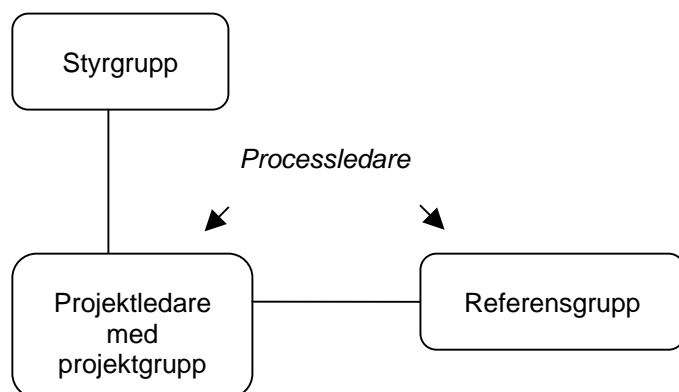 Styrgrupp
Processledare
Projektledare
med
projektgrupp
Referensgrupp